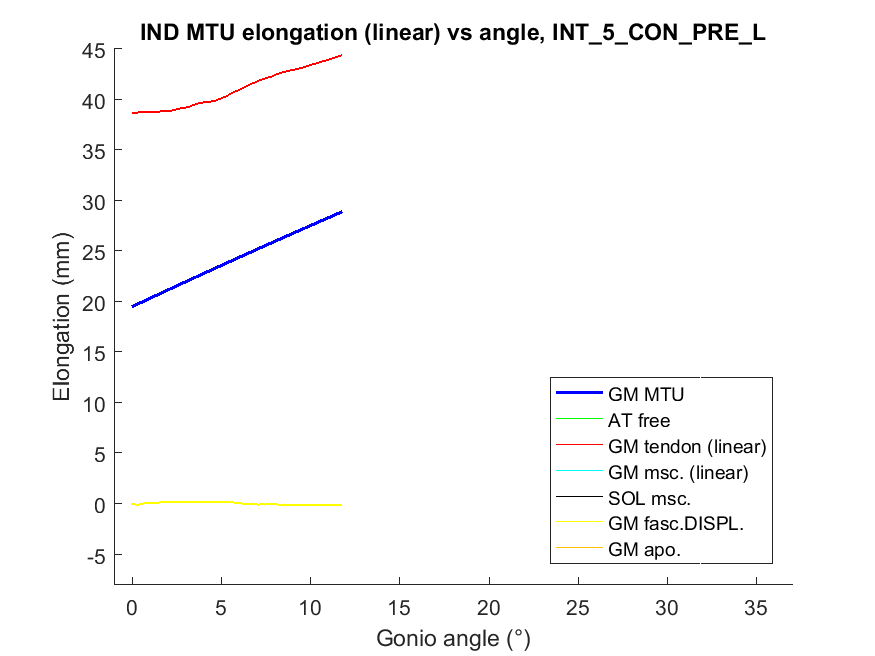 IND MTU elongation (linear) vs angle, INT_5_CON_PRE_L
45
40
35
30
25
20
15
10
5
0
-5
Elongation (mm)
0 5 10 15 20 25 30 35
Gonio angle (°)
GM MTU
AT free
GM tendon (linear)
GM msc. (linear)
SOL msc.
GM fasc.DISPL.
GM apo.